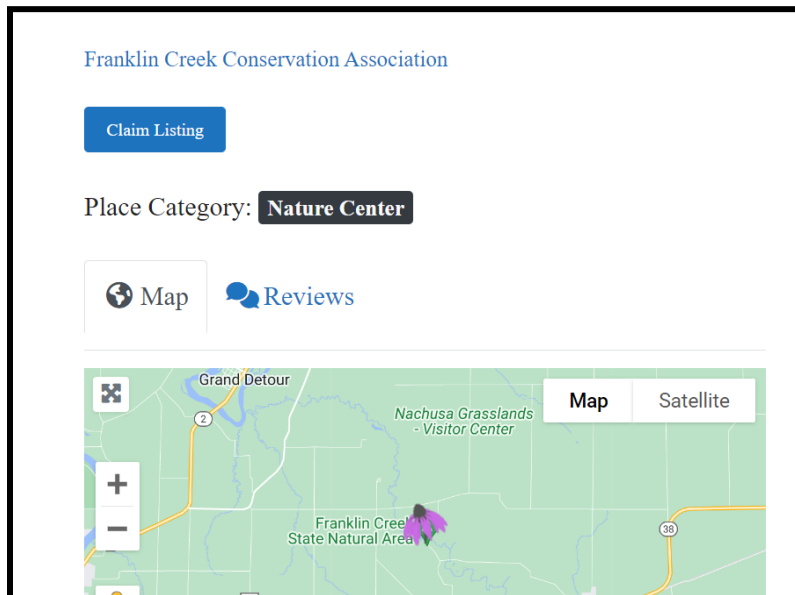 Franklin Creek Conservation Association
Claim Listing
Place Category: Nature Center
Map
Reviews
Grand Detour
Map
Satellite
2
Nachusa Grasslands
- Visitor Center
+
Franklin Cree
State Natural Area
38
−